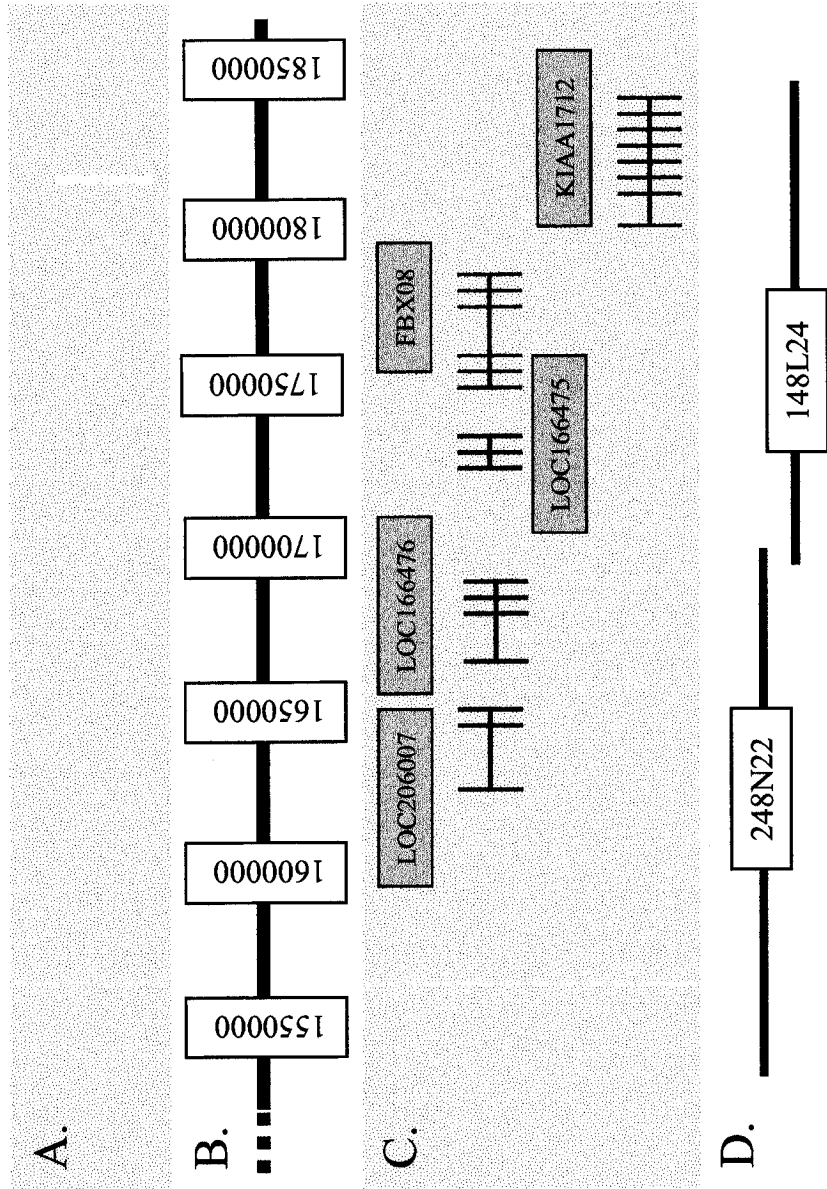 A.
B.
1550000
1600000
1650000
1700000
1750000
1800000
1850000
C.
LOC206007
LOC166476
LOC166475
FBX08
KIAA1712
D.
248N22
148L24